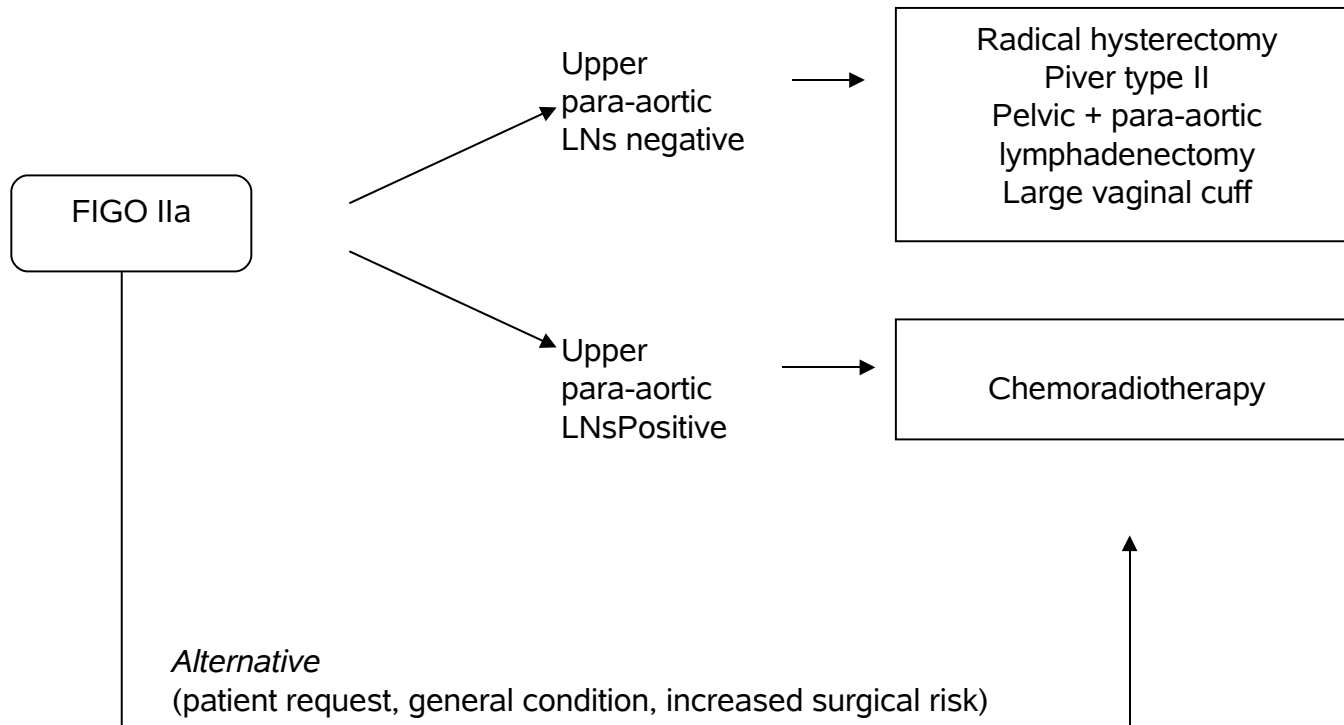 FIGO IIa
Upper
para-aortic
LNs negative
Radical hysterectomy
Piver type II
Pelvic + para-aortic
lymphadenectomy
Large vaginal cuff
Upper
para-aortic
LNsPositive
Chemoradiotherapy
Alternative
(patient request, general condition, increased surgical risk)